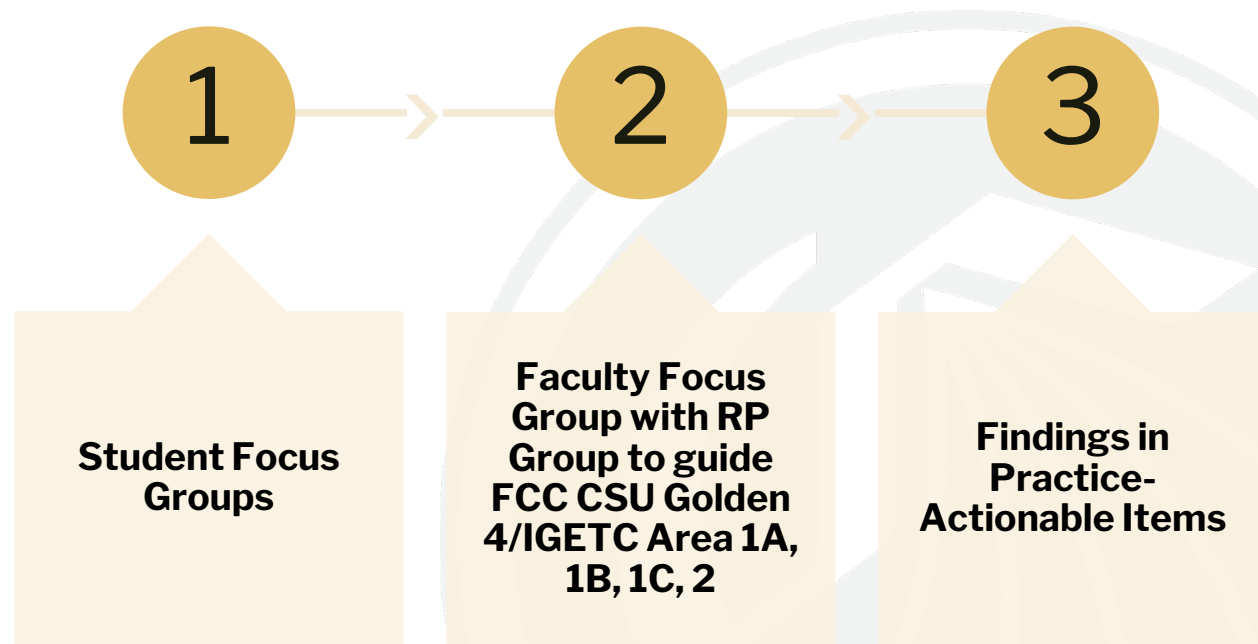 1
2
3
Student Focus
Groups
Faculty Focus
Group with RP
Group to guide
FCC CSU Golden
4/IGETC Area 1A,
1B, 1C, 2
Findings in
Practice-
Actionable Items